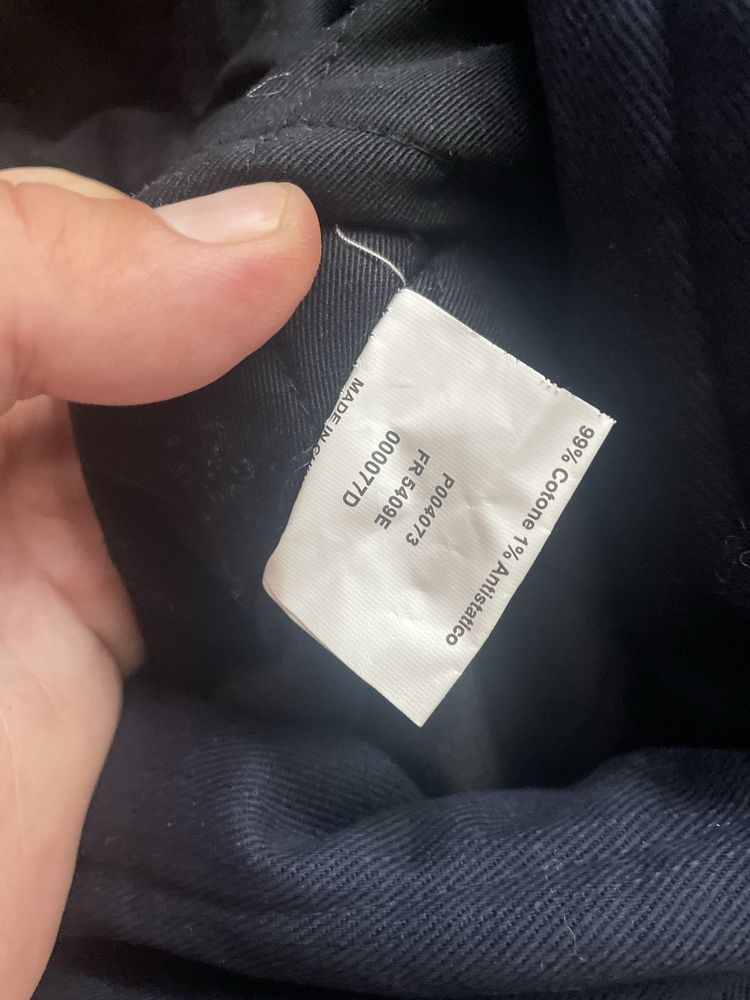 99% Cotone 1% Antistatico
P004073
FR 5409E
000077D
MADE IN